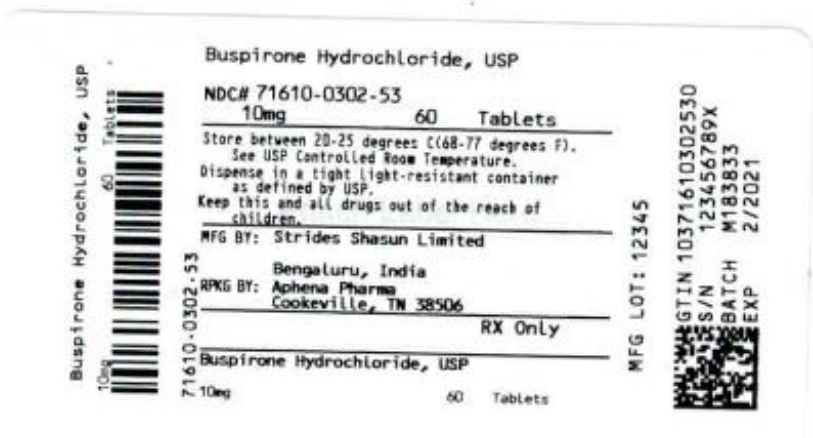 Buspirone Hydrochloride, USP
10mg 60 Tablets
71610-0302-53
Buspirone Hydrochloride, USP
NDC# 71610-0302-53
10mg 60 Tablets
Store between 20-25 degrees C(68-77 degrees F).
See USP Controlled Room Temperature.
Dispense in a tight light-resistant container
as defined by USP.
Keep this and all drugs out of the reach of
children.
MFG BY: Strides Shasun Limited
Bengaluru, India
RPKG BY: Aphena Pharma
Cookeville, TN 38506
RX Only
Buspirone Hydrochloride, USP
10mg 60 Tablets
MFG LOT: 12345
GTIN 10371610302530
S/N 123456789X
BATCH M183833
EXP 2/2021